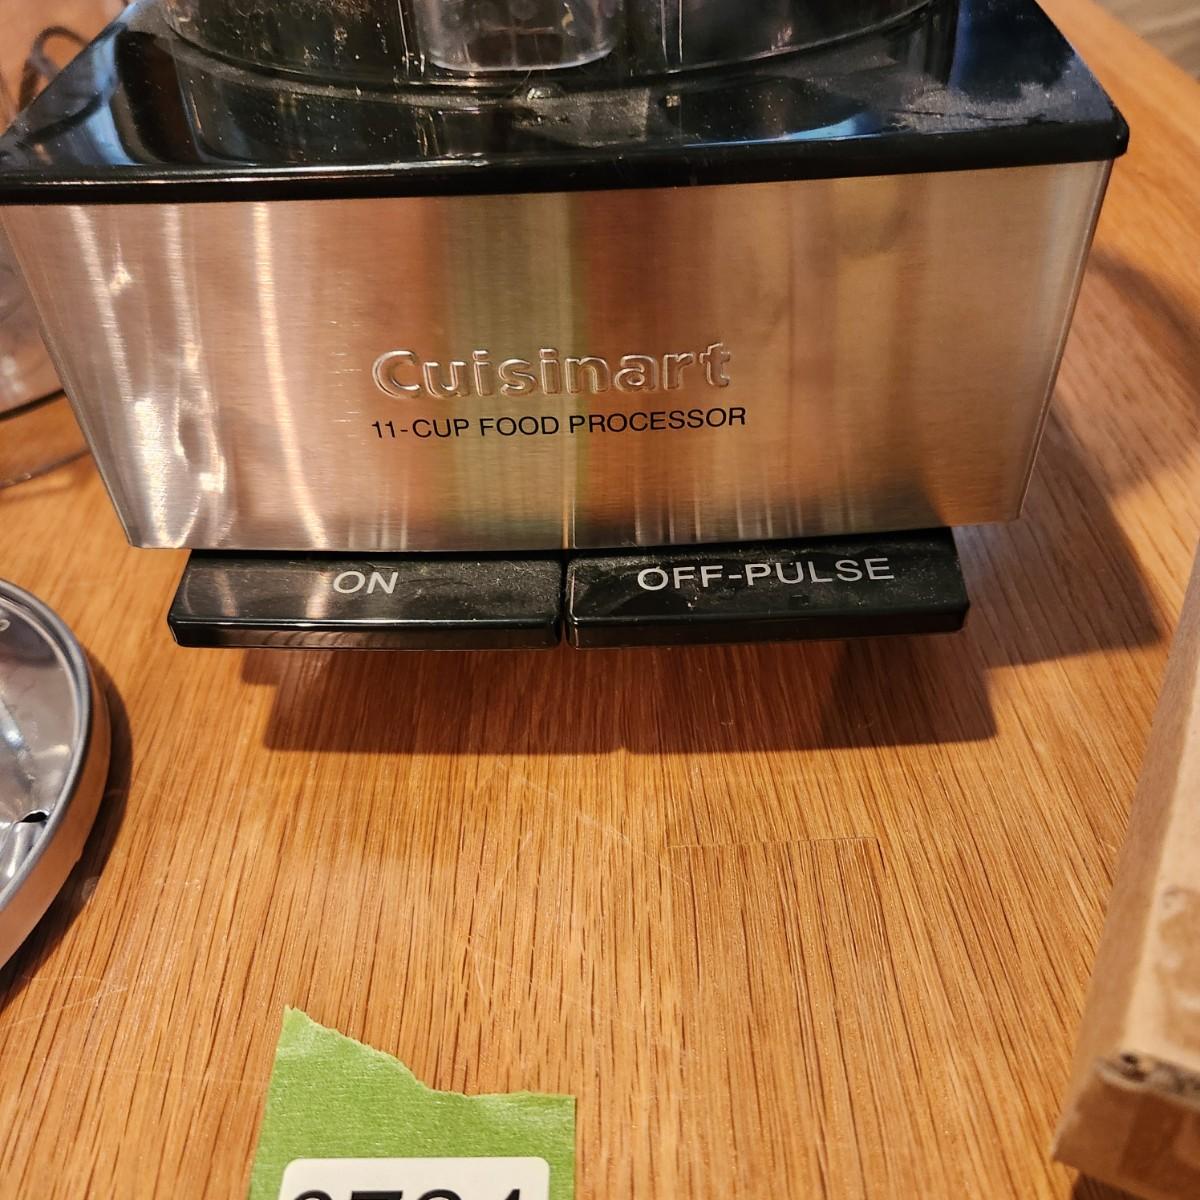 Cuisinart
11-CUP FOOD PROCESSOR
ON
OFF-PULSE